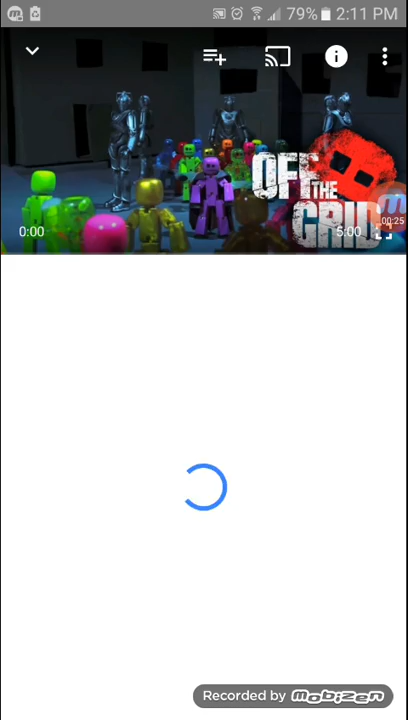 79% 2:11 PM
OFF
THE
GRID
00:25
0:00
5:00
Recorded by mobizen